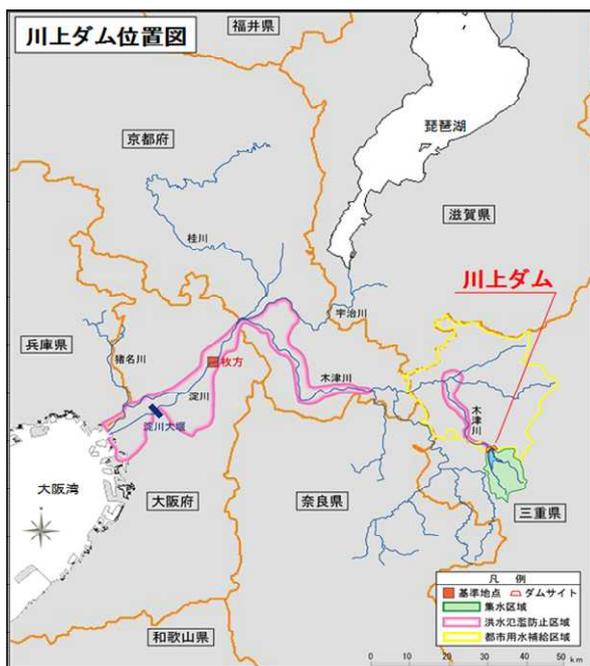 川上ダム位置図
福井県
琵琶湖
京都府
滋賀県
桂川
川上ダム
宇治川
兵庫県
猪名川
枚方
木津川
淀川
木津川
淀川大堰
大阪湾
大阪府
奈良県
三重県
和歌山県
凡 例
基準地点 ダムサイト
集水区域
洪水氾濫防止区域
都市用水補給区域
0 10 20 30 40 50 km